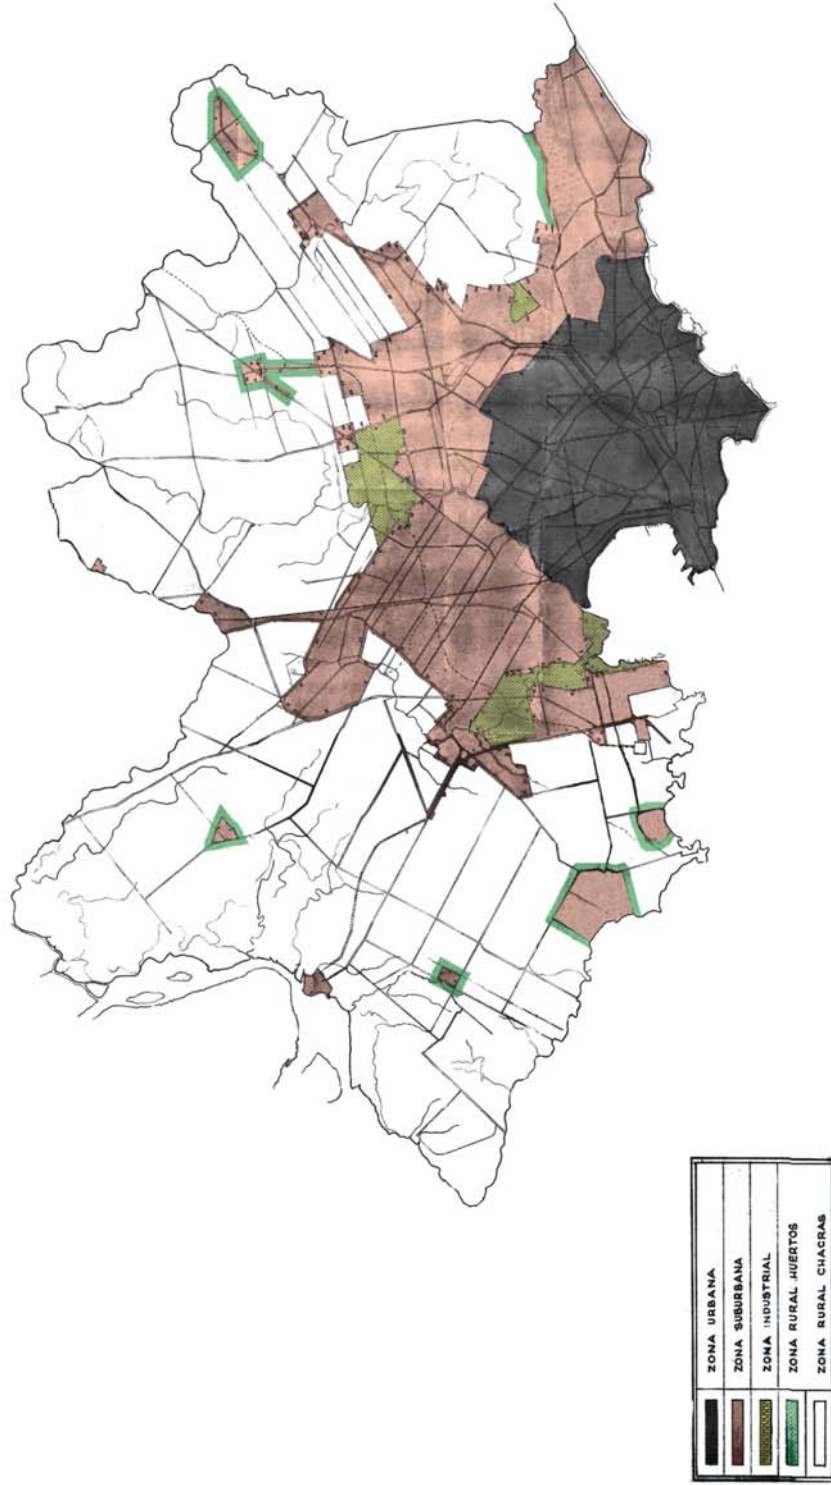 ZONA URBANA
ZONA SUBURBANA
ZONA INDUSTRIAL
ZONA RURAL HUERTOS
ZONA RURAL CHACRAS